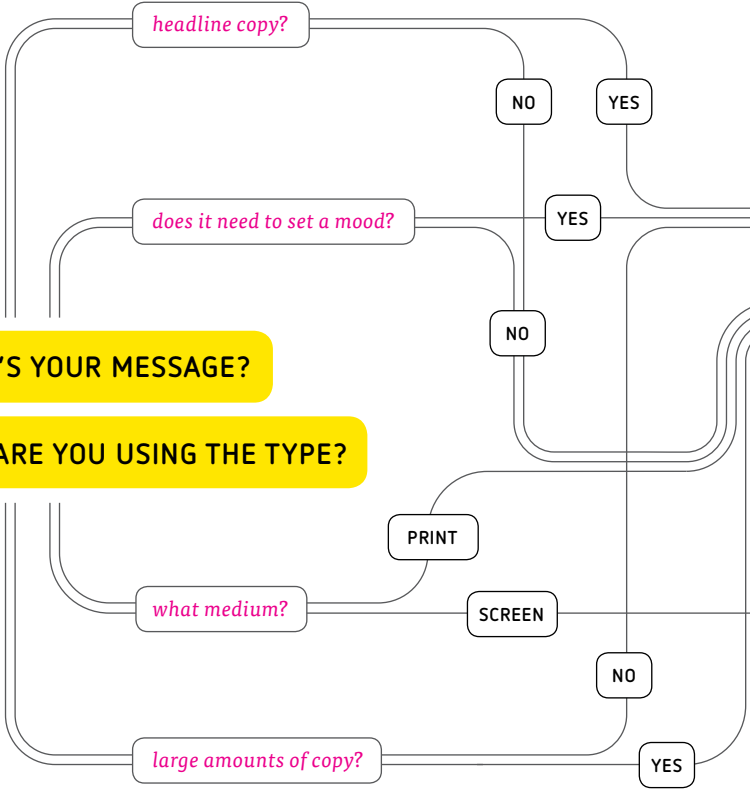 headline copy?
NO
YES
does it need to set a mood?
YES
NO
'S YOUR MESSAGE?
ARE YOU USING THE TYPE?
PRINT
what medium?
SCREEN
NO
large amounts of copy?
YES